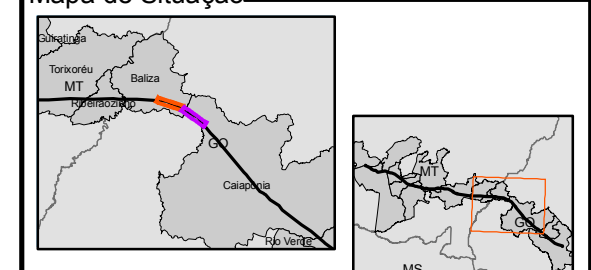 Mapa de Situação
Guiratinga
Torixoréu
MT
Baliza
Ribeirãozinho
GO
Caiapônia
Rio Verde
MT
GO
MS